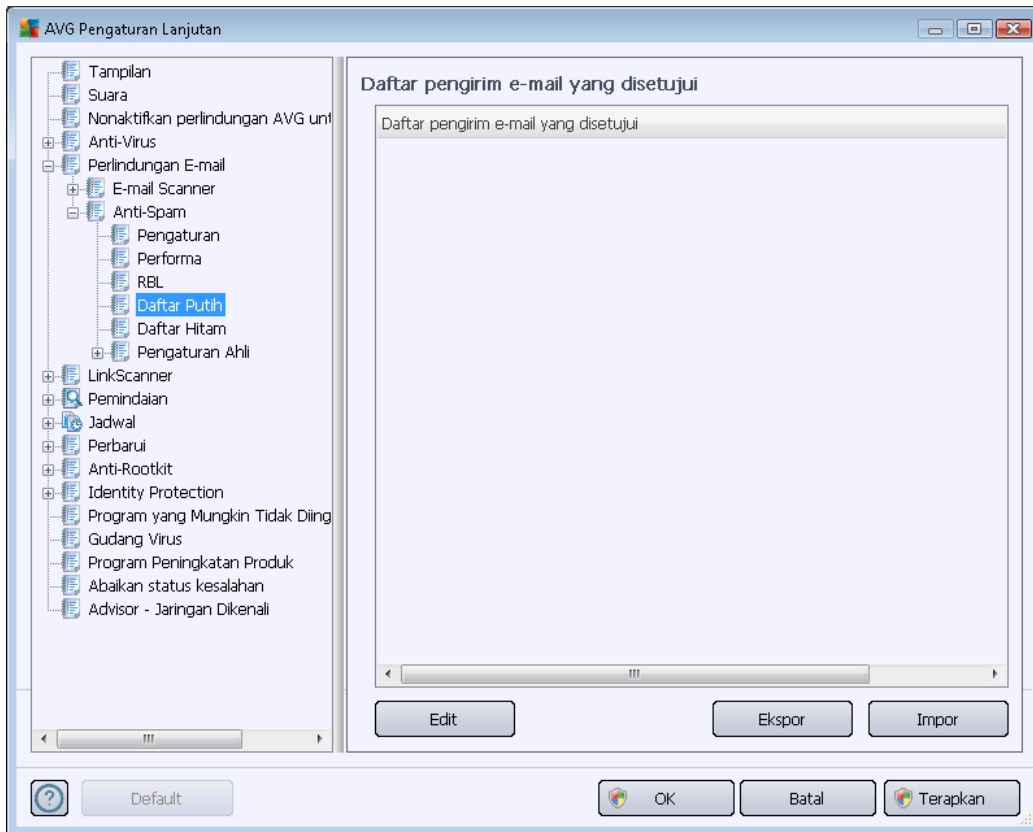 AVG Pengaturan Lanjutan
Tampilan
Suara
Nonaktifkan perlindungan AVG unt
Anti-Virus
Perlindungan E-mail
E-mail Scanner
Anti-Spam
Pengaturan
Performa
RBL
Daftar Putih
Daftar Hitam
Pengaturan Ahli
LinkScanner
Pemindaian
Jadwal
Perbarui
Anti-Rootkit
Identity Protection
Program yang Mungkin Tidak Diing
Gudang Virus
Program Peningkatan Produk
Abaikan status kesalahan
Advisor - Jaringan Dikenali
Daftar pengirim e-mail yang disetujui
Daftar pengirim e-mail yang disetujui
Edit
Ekspor
Impor
Default
OK
Batal
Terapkan